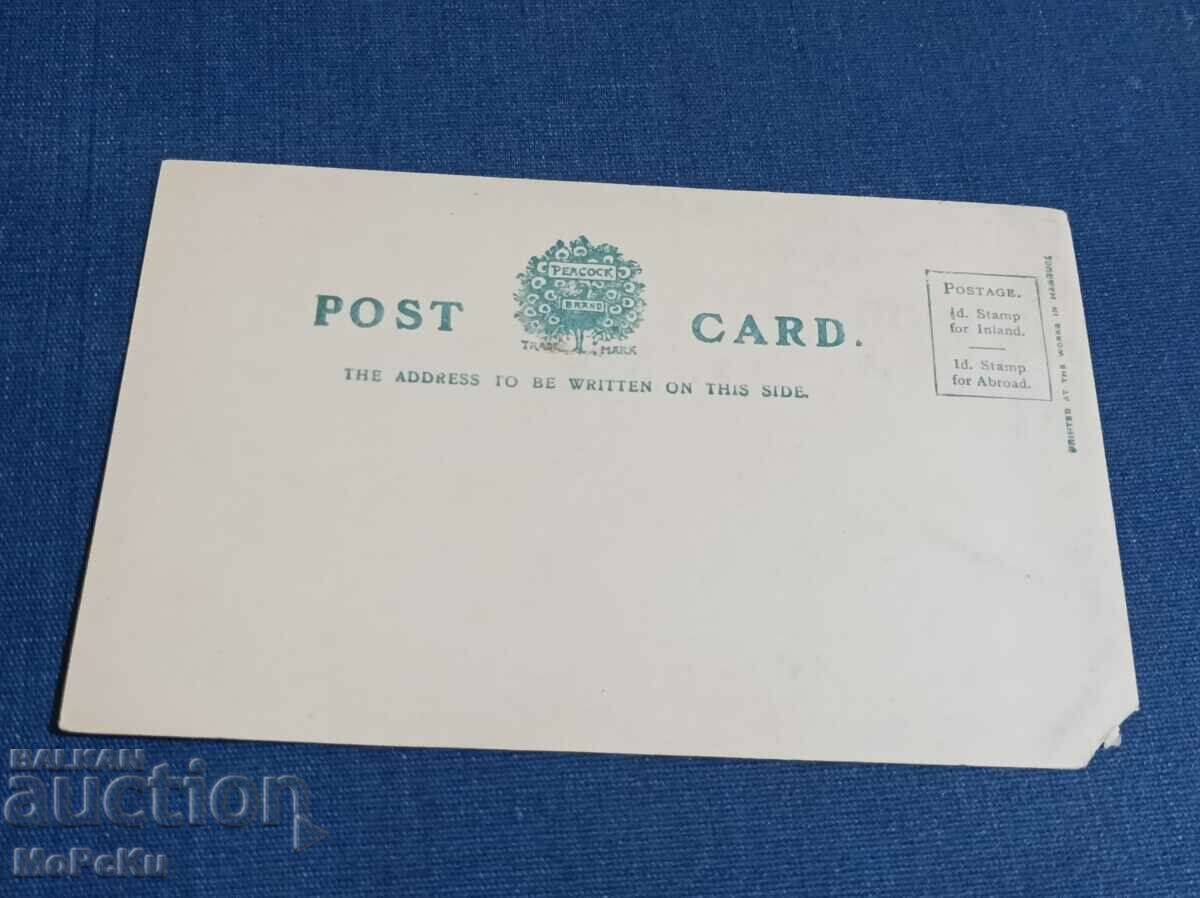 PEACOCK
BRAND
POST CARD.
TRADE MARK
THE ADDRESS TO BE WRITTEN ON THIS SIDE.
POSTAGE.
½d. Stamp
for Inland.
1d. Stamp
for Abroad.
PRINTED AT THE WORKS IN
BALKAN
auction
MoPeKu